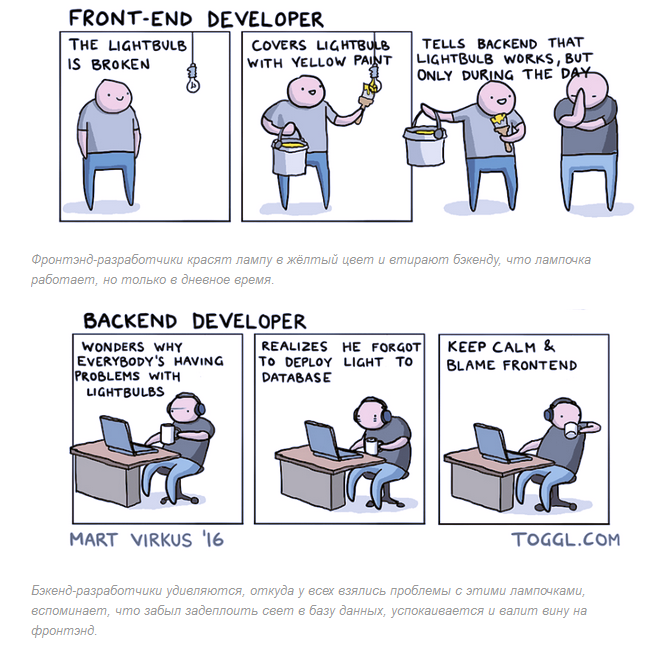 FRONT-END DEVELOPER
THE LIGHTBULB
IS BROKEN
COVERS LIGHTBULB
WITH YELLOW PAINT
TELLS BACKEND THAT
LIGHTBULB WORKS, BUT
ONLY DURING THE DAY
Фронтэнд-разработчики красят лампу в жёлтый цвет и втирают бэкенду, что лампочка
работает, но только в дневное время.
BACKEND DEVELOPER
WONDERS WHY
EVERYBODY'S HAVING
PROBLEMS WITH
LIGHTBULBS
REALIZES HE FORGOT
TO DEPLOY LIGHT TO
DATABASE
KEEP CALM &
BLAME FRONTEND
MART VIRKUS '16
TOGGL.COM
Бэкенд-разработчики удивляются, откуда у всех взялись проблемы с этими лампочками,
вспоминает, что забыл задеплоить свет в базу данных, успокаивается и валит вину на
фронтэнд.